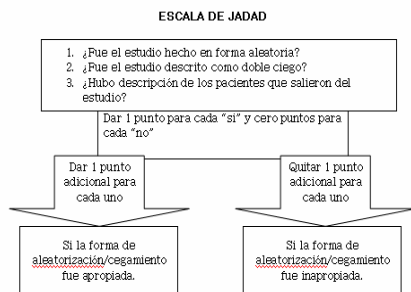 ESCALA DE JADAD
1. ¿Fue el estudio hecho en forma aleatoria?
2. ¿Fue el estudio descrito como doble ciego?
3. ¿Hubo descripción de los pacientes que salieron del
estudio?
Dar 1 punto para cada "si" y cero puntos para
cada "no"
Dar 1 punto
adicional para
cada uno
Quitar 1 punto
adicional para
cada uno
Si la forma de
aleatorización/cegamiento
fue apropiada.
Si la forma de
aleatorización/cegamiento
fue inapropiada.